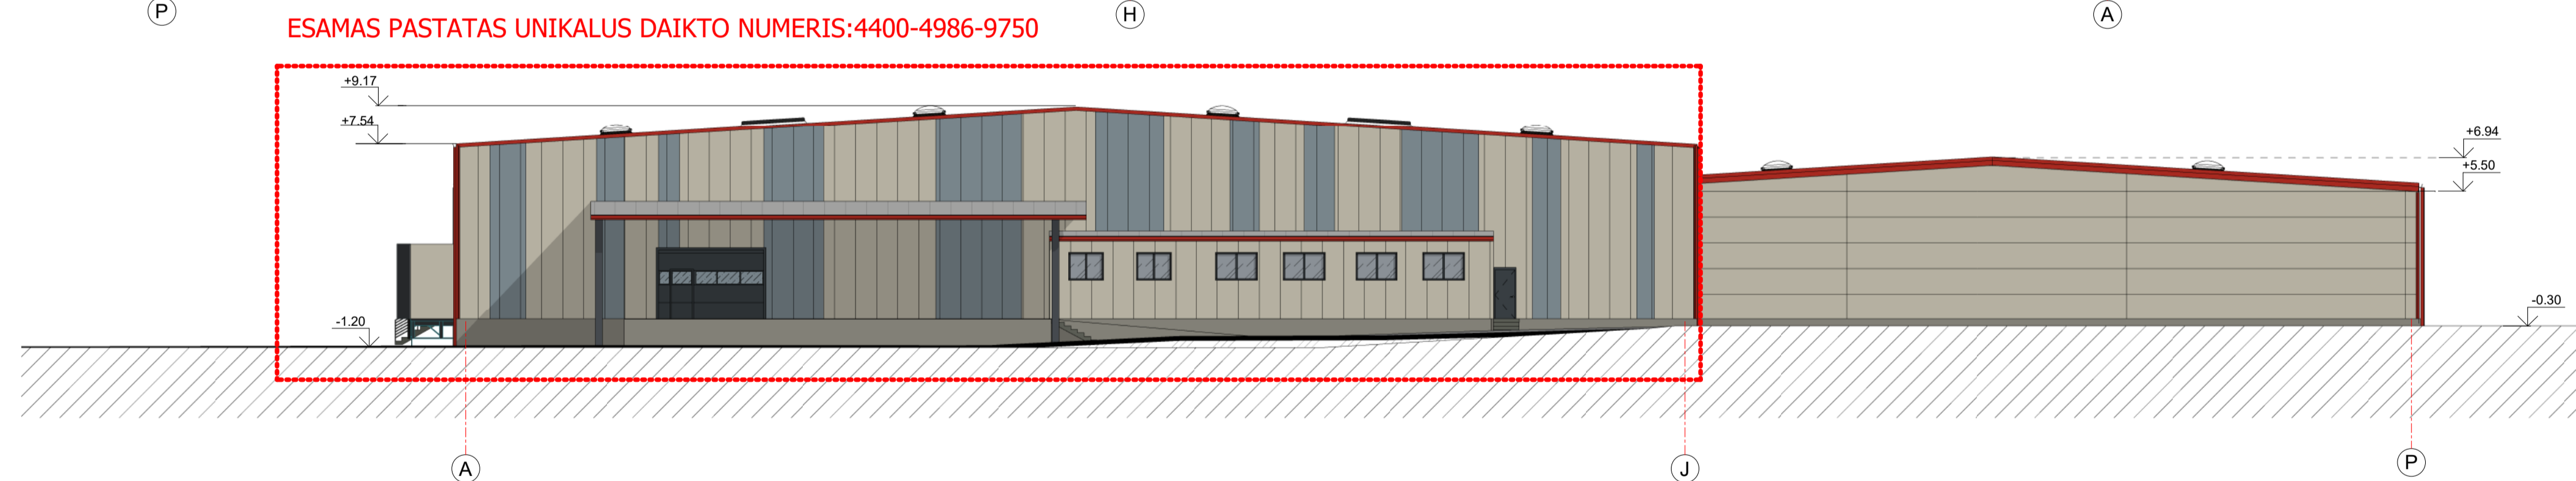 P
H
A
ESAMAS PASTATAS UNIKALUS DAIKTO NUMERIS:4400-4986-9750
+9.17
+7.54
+6.94
+5.50
-0.30
-1.20
A
J
P